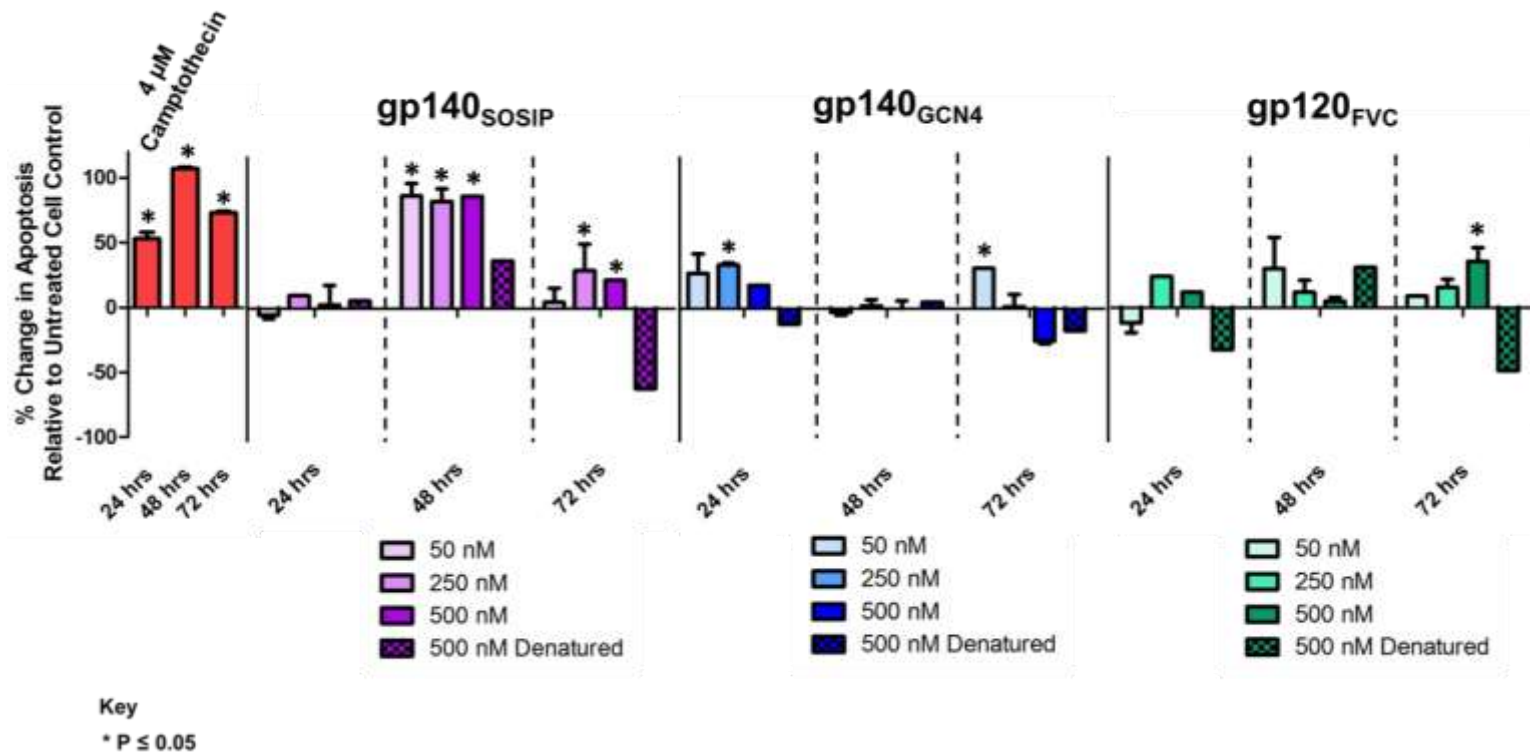 4 µM
Camptothecin
gp140SOSIP
gp140GCN4
gp120FVC
% Change in Apoptosis
Relative to Untreated Cell Control
100
50
0
-50
-100
24 hrs
48 hrs
72 hrs
24 hrs
48 hrs
72 hrs
24 hrs
48 hrs
72 hrs
24 hrs
48 hrs
72 hrs
* * *
* * *
* *
*
*
*
50 nM
250 nM
500 nM
500 nM Denatured
50 nM
250 nM
500 nM
500 nM Denatured
50 nM
250 nM
500 nM
500 nM Denatured
Key
* P ≤ 0.05